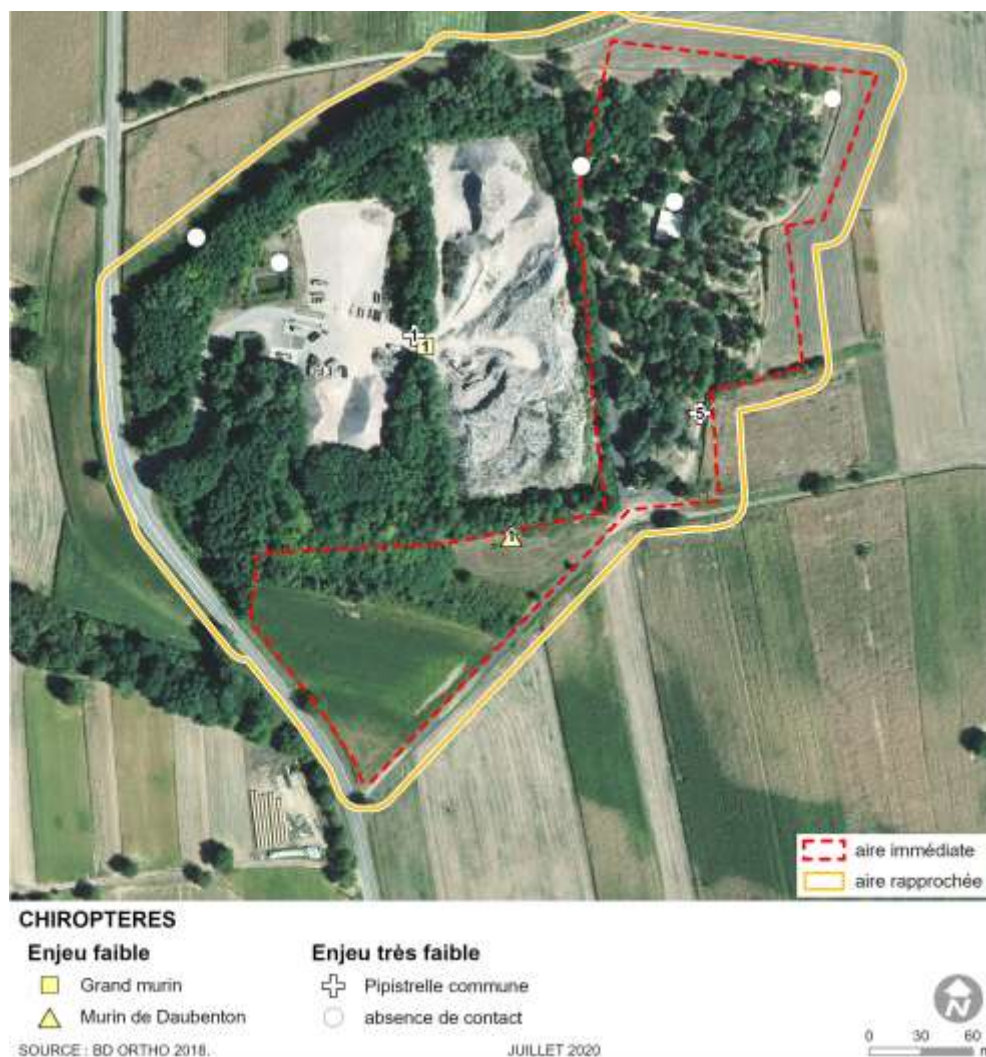 1
1
5
1
aire immédiate
aire rapprochée
CHIROPTERES
Enjeu faible
Enjeu très faible
Grand murin
Pipistrelle commune
Murin de Daubenton
absence de contact
N
SOURCE : BD ORTHO 2018.
JUILLET 2020
0 30 60
m